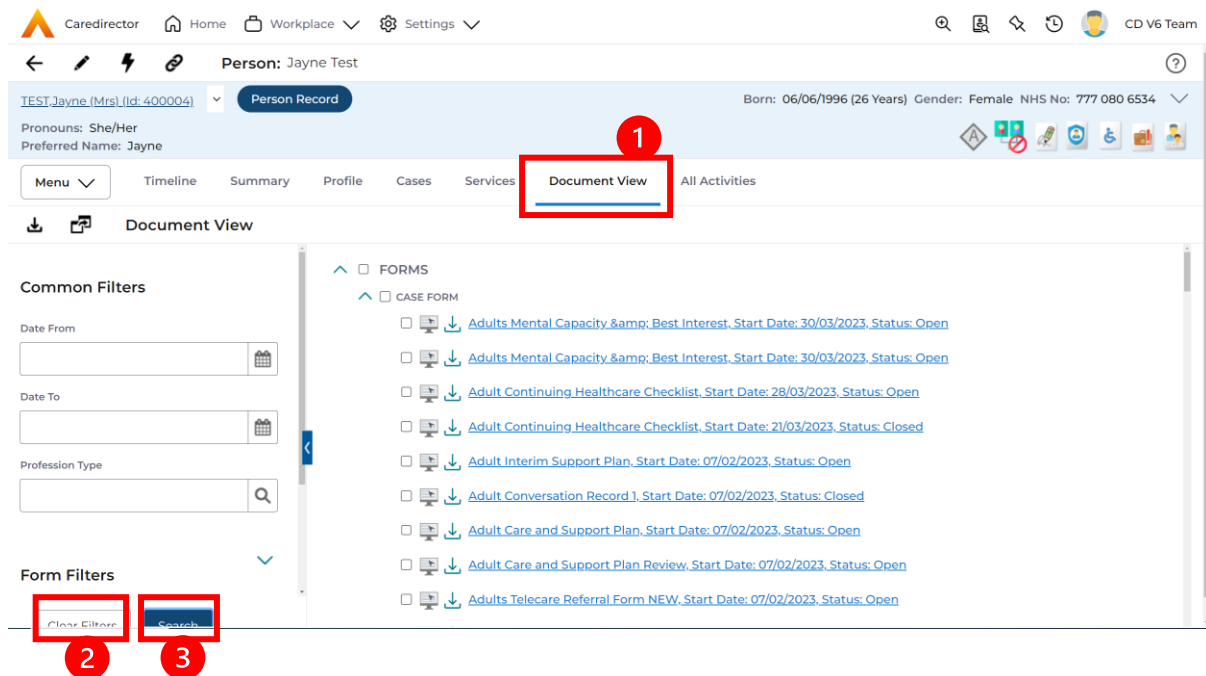 Caredirector Home Workplace Settings CD V6 Team
Person: Jayne Test
TEST,Jayne (Mrs) (Id: 400004) Person Record Born: 06/06/1996 (26 Years) Gender: Female NHS No: 777 080 6534
Pronouns: She/Her
Preferred Name: Jayne
1
Menu Timeline Summary Profile Cases Services Document View All Activities
Document View
Common Filters
Date From
Date To
Profession Type
Form Filters
Clear Filters Search
2 3
FORMS
CASE FORM
Adults Mental Capacity &amp; Best Interest, Start Date: 30/03/2023, Status: Open
Adults Mental Capacity &amp; Best Interest, Start Date: 30/03/2023, Status: Open
Adult Continuing Healthcare Checklist, Start Date: 28/03/2023, Status: Open
Adult Continuing Healthcare Checklist, Start Date: 21/03/2023, Status: Closed
Adult Interim Support Plan, Start Date: 07/02/2023, Status: Open
Adult Conversation Record 1, Start Date: 07/02/2023, Status: Closed
Adult Care and Support Plan, Start Date: 07/02/2023, Status: Open
Adult Care and Support Plan Review, Start Date: 07/02/2023, Status: Open
Adults Telecare Referral Form NEW, Start Date: 07/02/2023, Status: Open